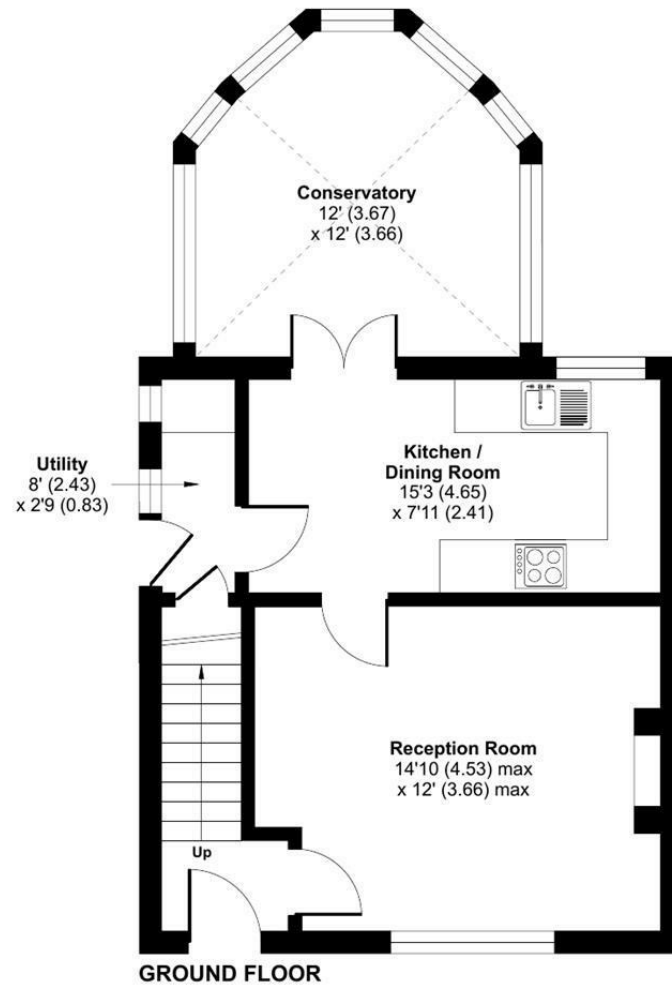 Conservatory
12' (3.67)
x 12' (3.66)
Utility
8' (2.43)
x 2'9 (0.83)
Kitchen /
Dining Room
15'3 (4.65)
x 7'11 (2.41)
Reception Room
14'10 (4.53) max
x 12' (3.66) max
Up
GROUND FLOOR